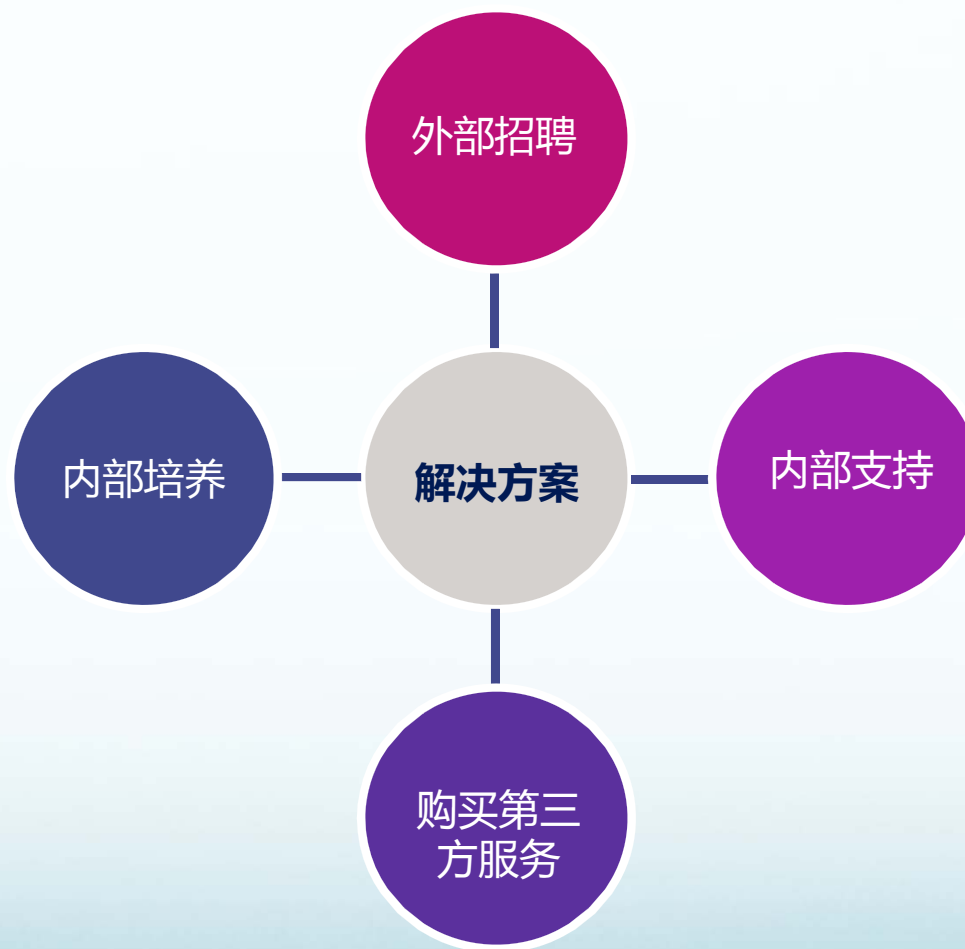 外部招聘
内部培养
解决方案
内部支持
购买第三
方服务